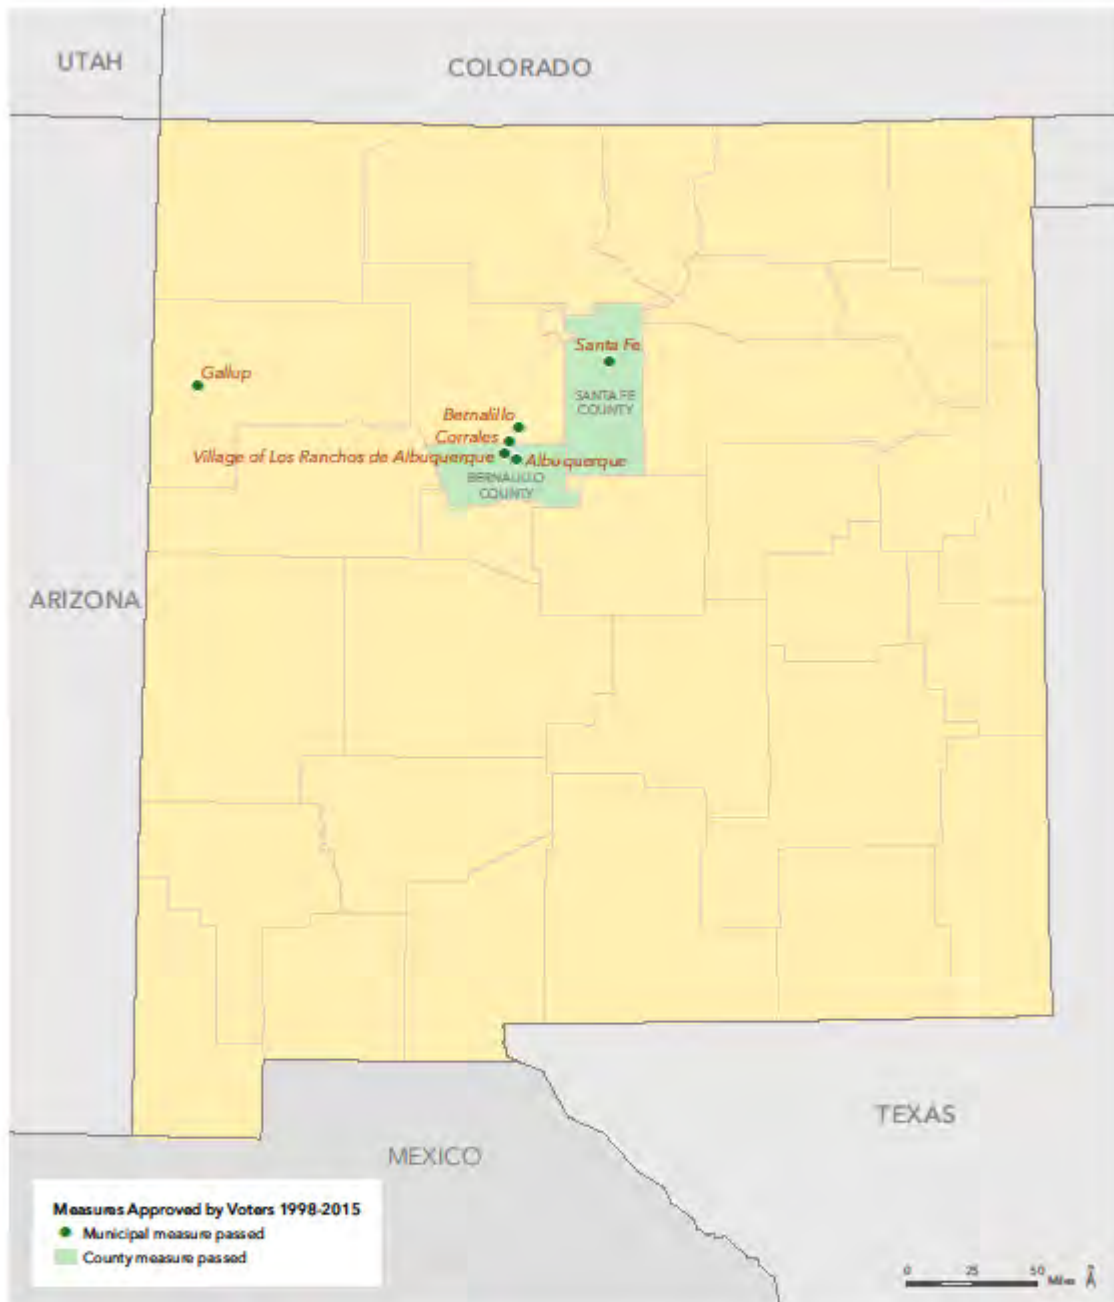 UTAH
COLORADO
Santa Fe
SANTA FE
COUNTY
Gallup
Bernalillo
Corrales
Village of Los Ranchos de Albuquerque
Albuquerque
BERNALILLO
COUNTY
ARIZONA
TEXAS
MEXICO
Measures Approved by Voters 1998-2015
Municipal measure passed
County measure passed
0 25 50 Miles